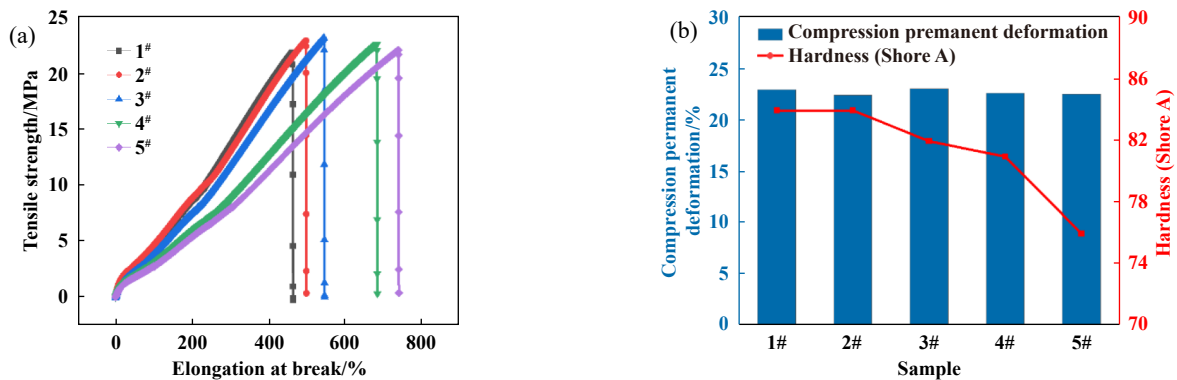 (a)
25
20
15
10
5
0
Tensile strength/MPa
1#
2#
3#
4#
5#
0 200 400 600 800
Elongation at break/%
(b)
30
25
20
15
10
5
0
Compression permanent
deformation/%
Compression premanent deformation
Hardness (Shore A)
90
86
82
78
74
70
Hardness (Shore A)
1# 2# 3# 4# 5#
Sample